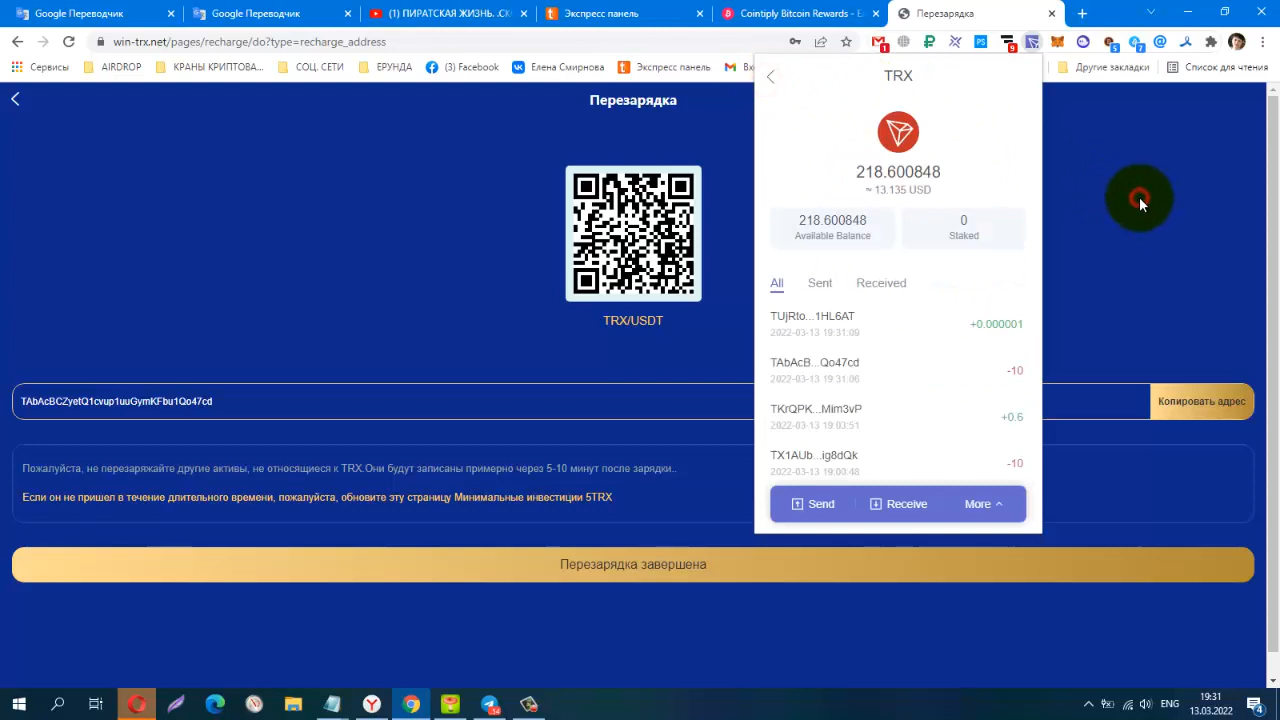 Google Переводчик
Google Переводчик
(1) ПИРАТСКАЯ ЖИЗНЬ. .СК
Экспресс панель
Cointiply Bitcoin Rewards - Ea
Перезарядка
win-trx.net/pages/recharge/do?type=recharge_address
1
9
5
7
Сервисы
AIRDROP
КРАНЫ КРИПТОВА...
СОЦ. СЕТИ
ЕРУНДА
(3) Facebook
Елена Смирнова
Экспресс панель
Другие закладки
Список для чтения
Перезарядка
TRX/USDT
TAbAcBCZyetQ1cvup1uuGymKFbu1Qo47cd
Копировать адрес
Пожалуйста, не перезаряжайте другие активы, не относящиеся к TRX.Они будут записаны примерно через 5-10 минут после зарядки..
Если он не пришел в течение длительного времени, пожалуйста, обновите эту страницу Минимальные инвестиции 5TRX
Перезарядка завершена
TRX
218.600848
≈ 13.135 USD
218.600848
Available Balance
0
Staked
All
Sent
Received
TUjRto...1HL6AT
+0.000001
2022-03-13 19:31:09
TAbAcB...Qo47cd
-10
2022-03-13 19:31:06
TKrQPK...Mim3vP
+0.6
2022-03-13 19:03:51
TX1AUb...ig8dQk
-10
2022-03-13 19:00:48
Send
Receive
More
ENG
19:31
13.03.2022
4